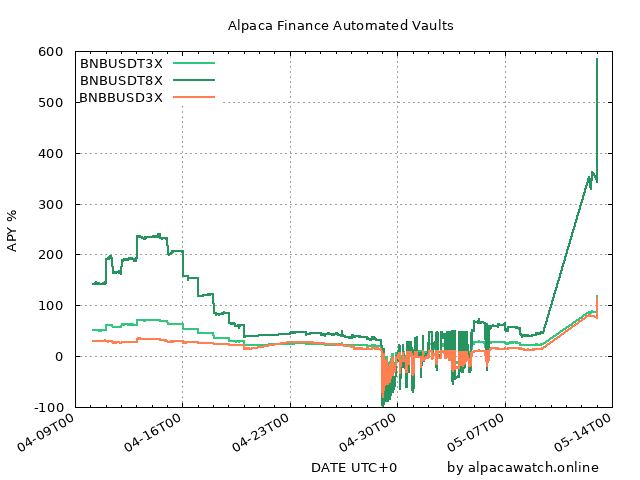 Alpaca Finance Automated Vaults
BNBUSDT3X
BNBUSDT8X
BNBBUSD3X
600
500
400
300
200
100
0
-100
APY %
04-09T00
04-16T00
04-23T00
04-30T00
05-07T00
05-14T00
DATE UTC+0
by alpacawatch.online